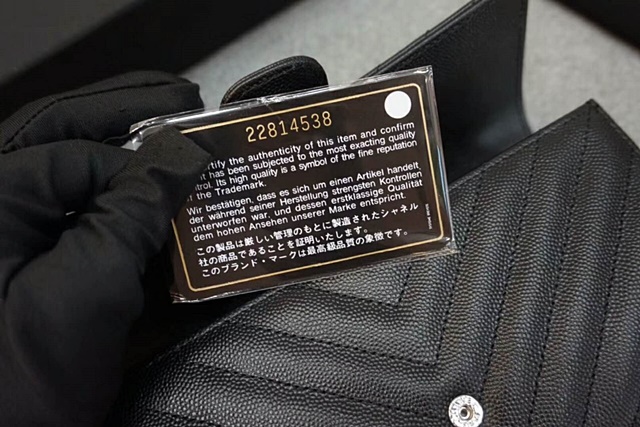 22814538
tify the authenticity of this item and confirm
it has been subjected to the most exacting quality
trol. Its high quality is a symbol of the fine reputation
of the Trademark.
Wir bestätigen, dass es sich um einen Artikel handelt,
der während seiner Herstellung strengsten Kontrollen
unterworfen war, und dessen erstklassige Qualität
dem hohen Ansehen unserer Marke entspricht.
この製品は厳しい管理のもとに製造されたシャネル
社の商品であることを証明いたします。
このブランド・マークは最高級品質の象徴です。